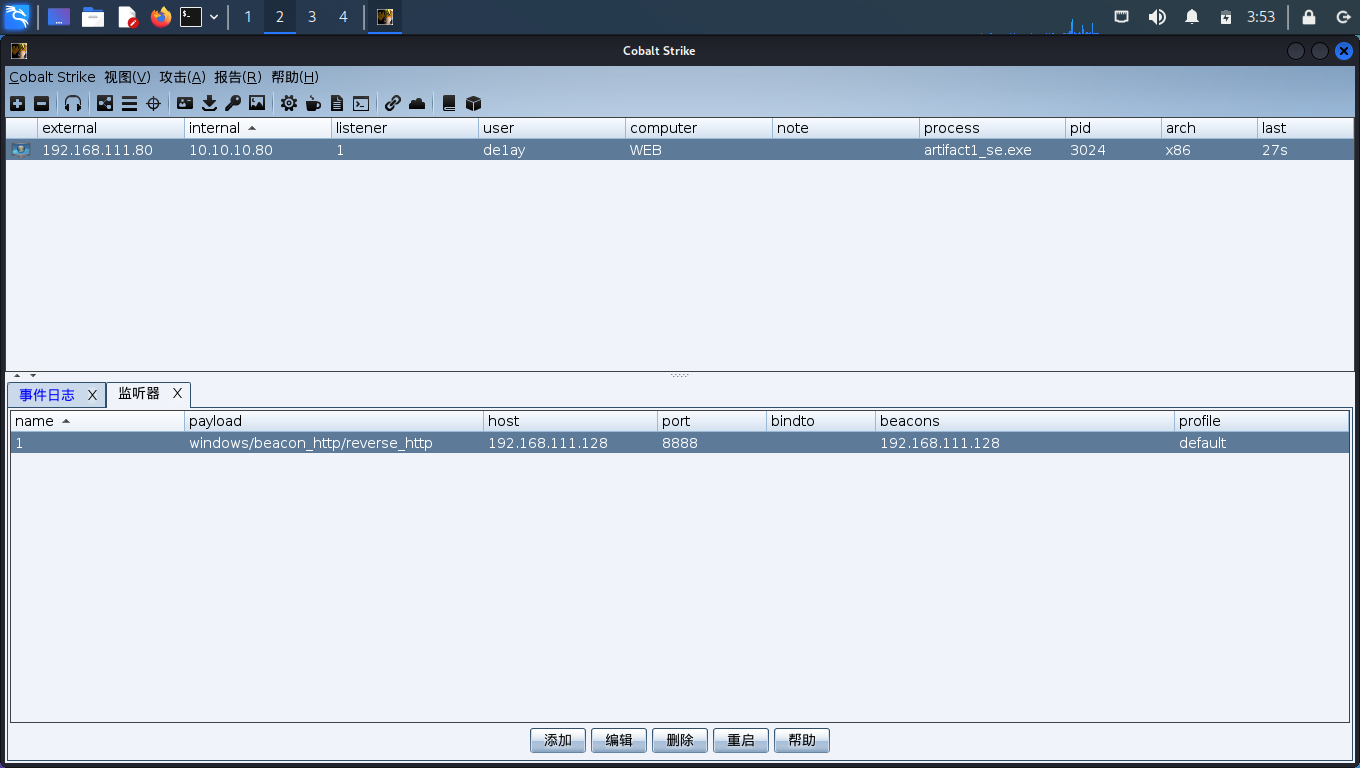 1 2 3 4 3:53
Cobalt Strike
Cobalt Strike 视图(V) 攻击(A) 报告(R) 帮助(H)
external internal listener user computer note process pid arch last
192.168.111.80 10.10.10.80 1 de1ay WEB artifact1_se.exe 3024 x86 27s
事件日志 X 监听器 X
name payload host port bindto beacons profile
1 windows/beacon_http/reverse_http 192.168.111.128 8888 192.168.111.128 default
添加 编辑 删除 重启 帮助